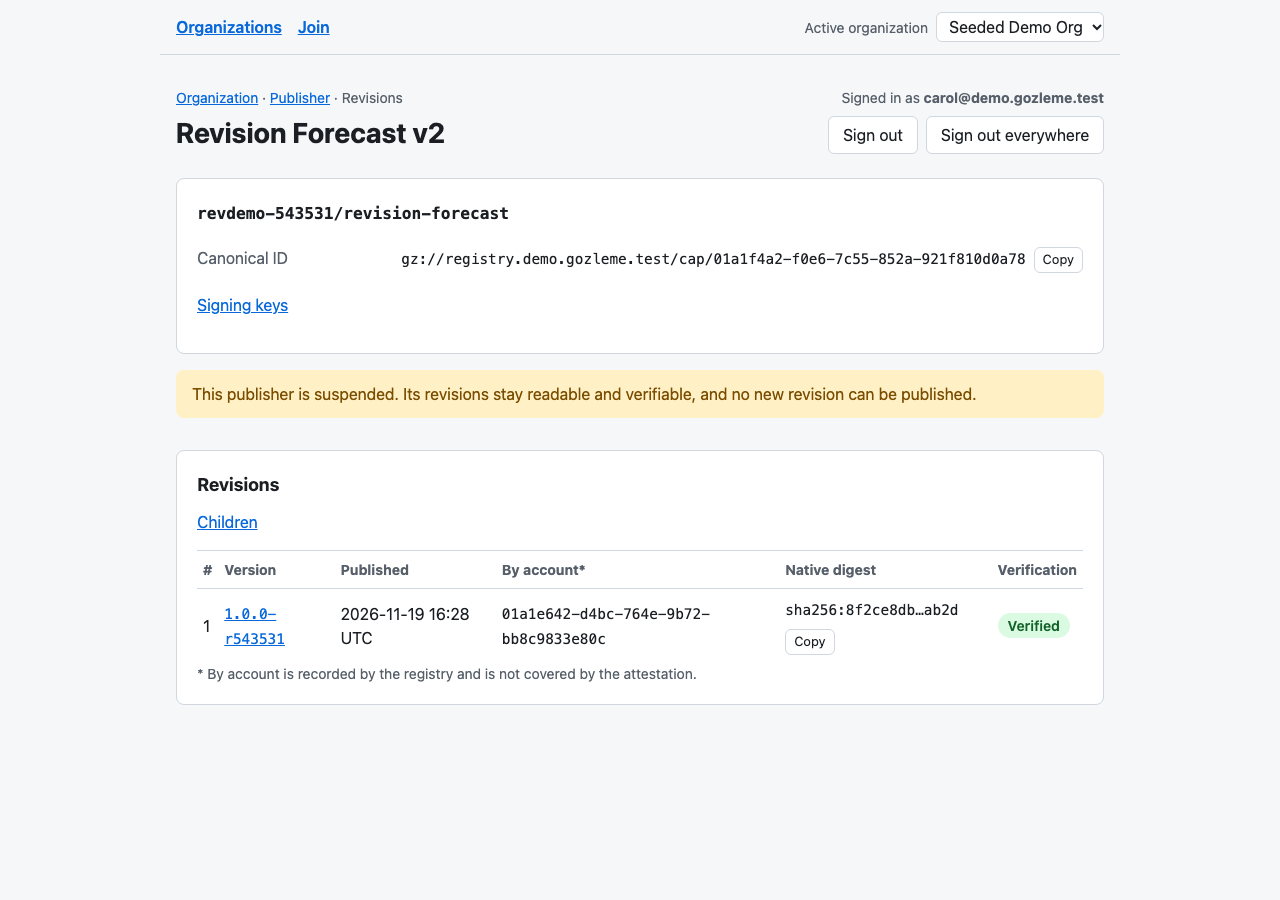 Organizations Join Active organization Seeded Demo Org
Organization · Publisher · Revisions Signed in as carol@demo.gozleme.test
Revision Forecast v2 Sign out Sign out everywhere
revdemo-543531/revision-forecast
Canonical ID gz://registry.demo.gozleme.test/cap/01a1f4a2-f0e6-7c55-852a-921f810d0a78 Copy
Signing keys
This publisher is suspended. Its revisions stay readable and verifiable, and no new revision can be published.
Revisions
Children
# Version Published By account* Native digest Verification
1 1.0.0-r543531 2026-11-19 16:28 UTC 01a1e642-d4bc-764e-9b72-bb8c9833e80c sha256:8f2ce8db…ab2d Copy Verified
* By account is recorded by the registry and is not covered by the attestation.